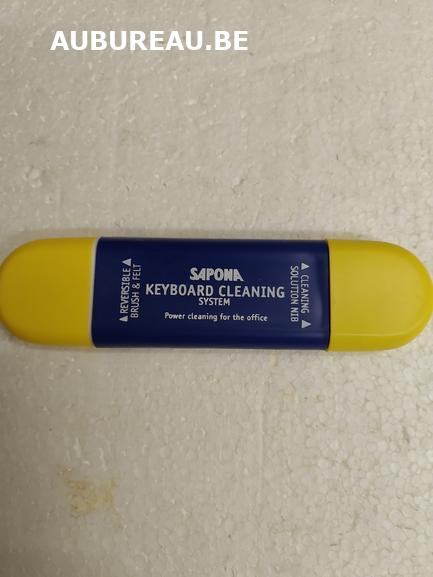 AUBUREAU.BE
▲ REVERSIBLE ▲
BRUSH & FELT
SAPONA
KEYBOARD CLEANING
SYSTEM
Power cleaning for the office
▲ CLEANING ▲
SOLUTION NIB